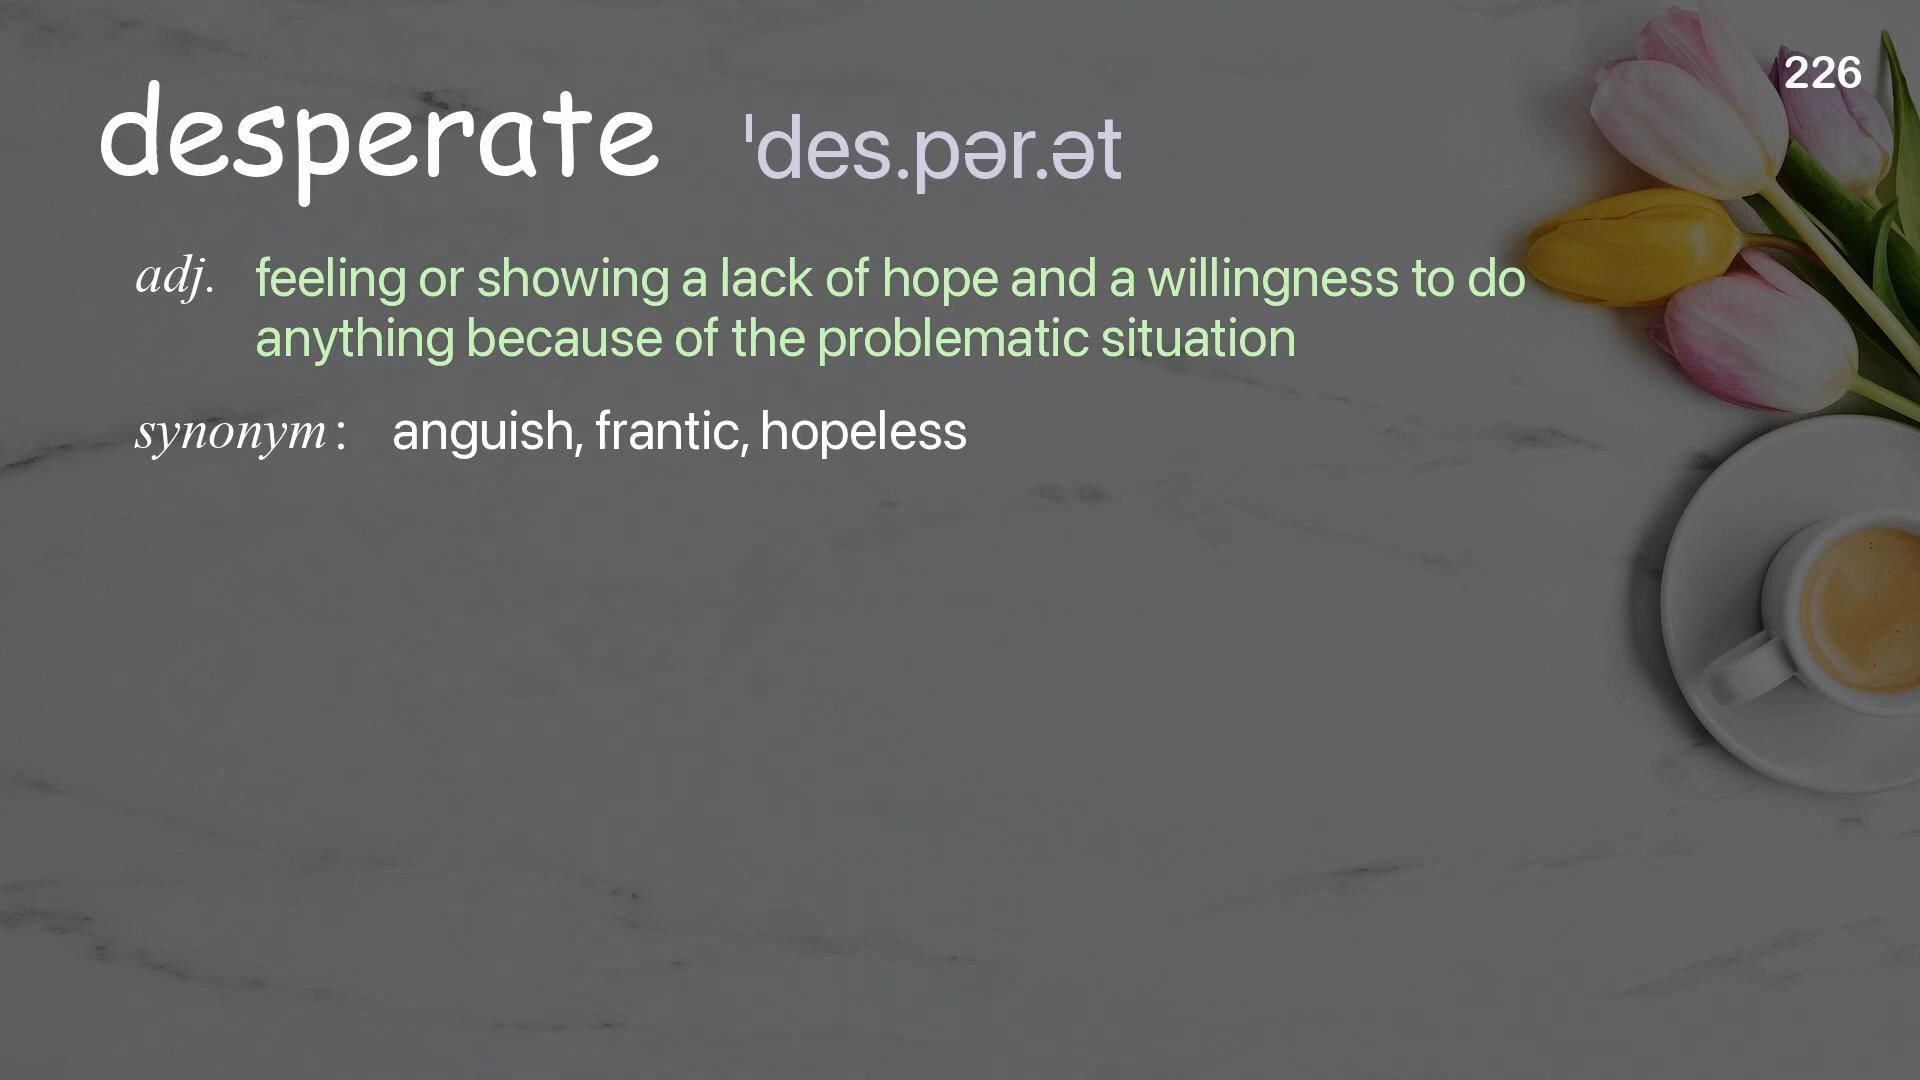 226
desperate ˈdes.pər.ət
adj. feeling or showing a lack of hope and a willingness to do
anything because of the problematic situation
synonym : anguish, frantic, hopeless